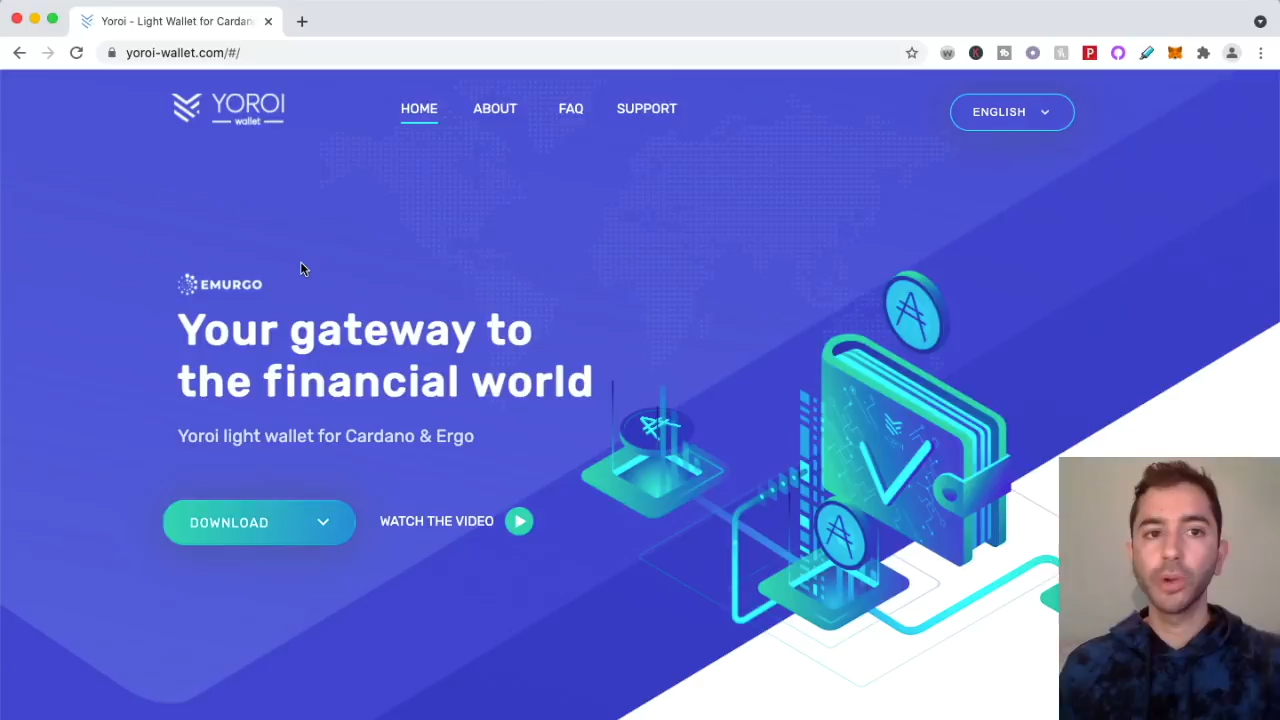 Yoroi - Light Wallet for Cardan
yoroi-wallet.com/#/
YOROI
wallet
HOME
ABOUT
FAQ
SUPPORT
ENGLISH
EMURGO
Your gateway to
the financial world
Yoroi light wallet for Cardano & Ergo
DOWNLOAD
WATCH THE VIDEO